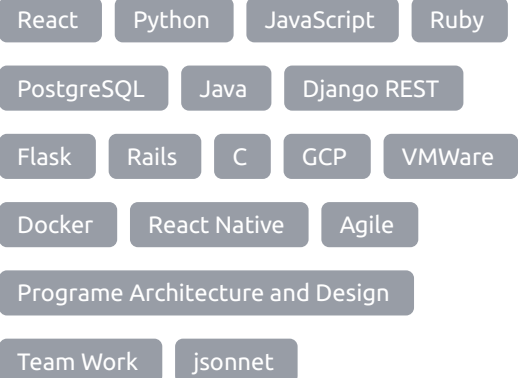 React Python JavaScript Ruby
PostgreSQL Java Django REST
Flask Rails C GCP VMWare
Docker React Native Agile
Programe Architecture and Design
Team Work jsonnet